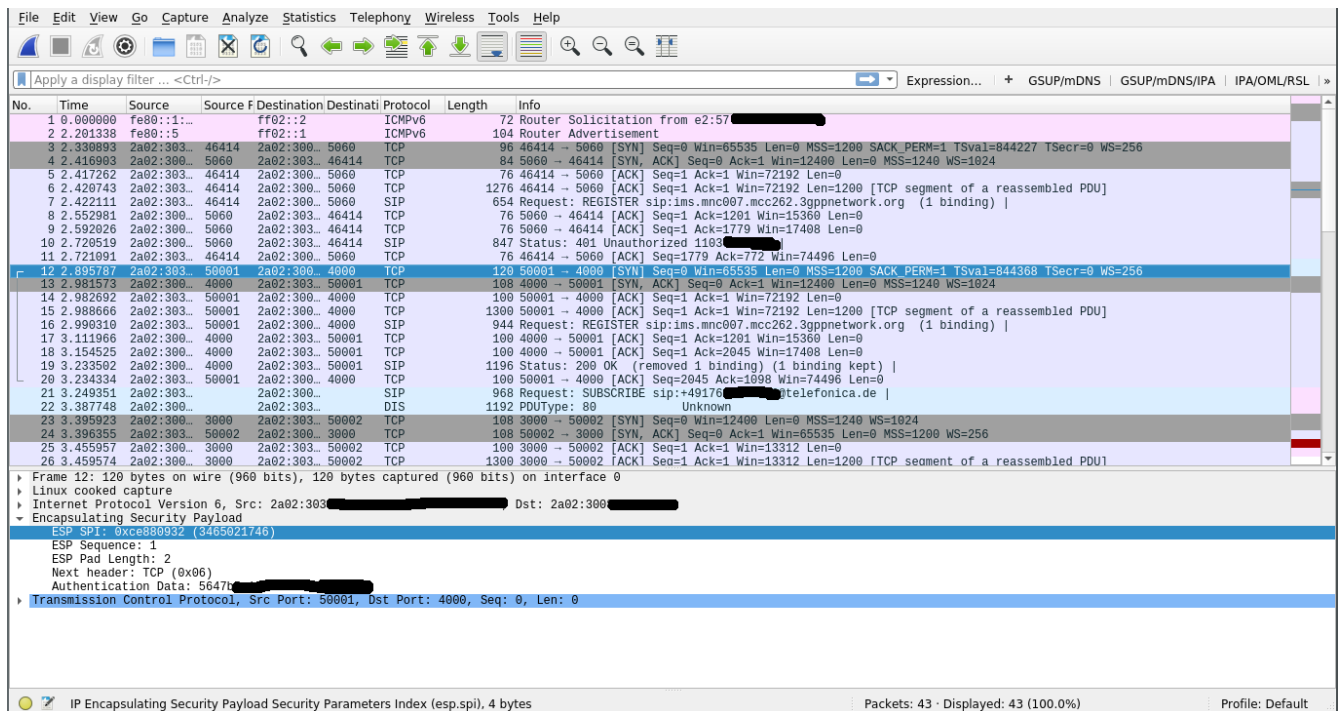 File Edit View Go Capture Analyze Statistics Telephony Wireless Tools Help
Apply a display filter ... <Ctrl-/> Expression... + GSUP/mDNS GSUP/mDNS/IPA IPA/OML/RSL »
No. Time Source Source F Destination Destinati Protocol Length Info
1 0.000000 fe80::1:… ff02::2 ICMPv6 72 Router Solicitation from e2:57
2 2.201338 fe80::5 ff02::1 ICMPv6 104 Router Advertisement
3 2.330893 2a02:303… 46414 2a02:300… 5060 TCP 96 46414 → 5060 [SYN] Seq=0 Win=65535 Len=0 MSS=1200 SACK_PERM=1 TSval=844227 TSecr=0 WS=256
4 2.416903 2a02:300… 5060 2a02:303… 46414 TCP 84 5060 → 46414 [SYN, ACK] Seq=0 Ack=1 Win=12400 Len=0 MSS=1240 WS=1024
5 2.417262 2a02:303… 46414 2a02:300… 5060 TCP 76 46414 → 5060 [ACK] Seq=1 Ack=1 Win=72192 Len=0
6 2.420743 2a02:303… 46414 2a02:300… 5060 TCP 1276 46414 → 5060 [ACK] Seq=1 Ack=1 Win=72192 Len=1200 [TCP segment of a reassembled PDU]
7 2.422111 2a02:303… 46414 2a02:300… 5060 SIP 654 Request: REGISTER sip:ims.mnc007.mcc262.3gppnetwork.org (1 binding) |
8 2.552981 2a02:300… 5060 2a02:303… 46414 TCP 76 5060 → 46414 [ACK] Seq=1 Ack=1201 Win=15360 Len=0
9 2.592026 2a02:300… 5060 2a02:303… 46414 TCP 76 5060 → 46414 [ACK] Seq=1 Ack=1779 Win=17408 Len=0
10 2.720519 2a02:300… 5060 2a02:303… 46414 SIP 847 Status: 401 Unauthorized 1103 |
11 2.721091 2a02:303… 46414 2a02:300… 5060 TCP 76 46414 → 5060 [ACK] Seq=1779 Ack=772 Win=74496 Len=0
12 2.895787 2a02:303… 50001 2a02:300… 4000 TCP 120 50001 → 4000 [SYN] Seq=0 Win=65535 Len=0 MSS=1200 SACK_PERM=1 TSval=844368 TSecr=0 WS=256
13 2.981573 2a02:300… 4000 2a02:303… 50001 TCP 108 4000 → 50001 [SYN, ACK] Seq=0 Ack=1 Win=12400 Len=0 MSS=1240 WS=1024
14 2.982692 2a02:303… 50001 2a02:300… 4000 TCP 100 50001 → 4000 [ACK] Seq=1 Ack=1 Win=72192 Len=0
15 2.988666 2a02:303… 50001 2a02:300… 4000 TCP 1300 50001 → 4000 [ACK] Seq=1 Ack=1 Win=72192 Len=1200 [TCP segment of a reassembled PDU]
16 2.990310 2a02:303… 50001 2a02:300… 4000 SIP 944 Request: REGISTER sip:ims.mnc007.mcc262.3gppnetwork.org (1 binding) |
17 3.111966 2a02:300… 4000 2a02:303… 50001 TCP 100 4000 → 50001 [ACK] Seq=1 Ack=1201 Win=15360 Len=0
18 3.154525 2a02:300… 4000 2a02:303… 50001 TCP 100 4000 → 50001 [ACK] Seq=1 Ack=2045 Win=17408 Len=0
19 3.233502 2a02:300… 4000 2a02:303… 50001 SIP 1196 Status: 200 OK (removed 1 binding) (1 binding kept) |
20 3.234334 2a02:303… 50001 2a02:300… 4000 TCP 100 50001 → 4000 [ACK] Seq=2045 Ack=1098 Win=74496 Len=0
21 3.249351 2a02:303… 2a02:300… SIP 968 Request: SUBSCRIBE sip:+49176 @telefonica.de |
22 3.387748 2a02:300… 2a02:303… DIS 1192 PDUType: 80 Unknown
23 3.395923 2a02:300… 3000 2a02:303… 50002 TCP 108 3000 → 50002 [SYN] Seq=0 Win=12400 Len=0 MSS=1240 WS=1024
24 3.396355 2a02:303… 50002 2a02:300… 3000 TCP 108 50002 → 3000 [SYN, ACK] Seq=0 Ack=1 Win=65535 Len=0 MSS=1200 WS=256
25 3.455957 2a02:300… 3000 2a02:303… 50002 TCP 100 3000 → 50002 [ACK] Seq=1 Ack=1 Win=13312 Len=0
26 3.459574 2a02:300… 3000 2a02:303… 50002 TCP 1300 3000 → 50002 [ACK] Seq=1 Ack=1 Win=13312 Len=1200 [TCP segment of a reassembled PDU]
Frame 12: 120 bytes on wire (960 bits), 120 bytes captured (960 bits) on interface 0
Linux cooked capture
Internet Protocol Version 6, Src: 2a02:303 , Dst: 2a02:300
Encapsulating Security Payload
ESP SPI: 0xce880932 (3465021746)
ESP Sequence: 1
ESP Pad Length: 2
Next header: TCP (0x06)
Authentication Data: 5647b
Transmission Control Protocol, Src Port: 50001, Dst Port: 4000, Seq: 0, Len: 0
IP Encapsulating Security Payload Security Parameters Index (esp.spi), 4 bytes Packets: 43 · Displayed: 43 (100.0%) Profile: Default